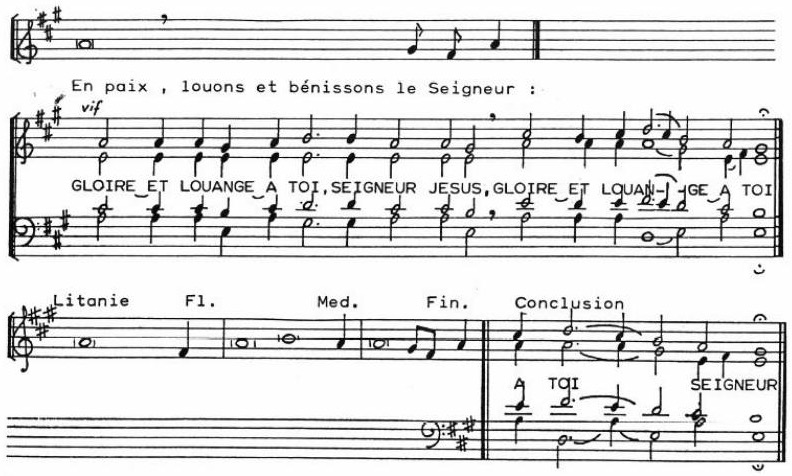 En paix , louons et bénissons le Seigneur :
vif
GLOIRE ET LOUANGE A TOI,SEIGNEUR JESUS,GLOIRE ET LOUAN- -GE A TOI
Litanie Fl. Med. Fin. Conclusion
A TOI SEIGNEUR